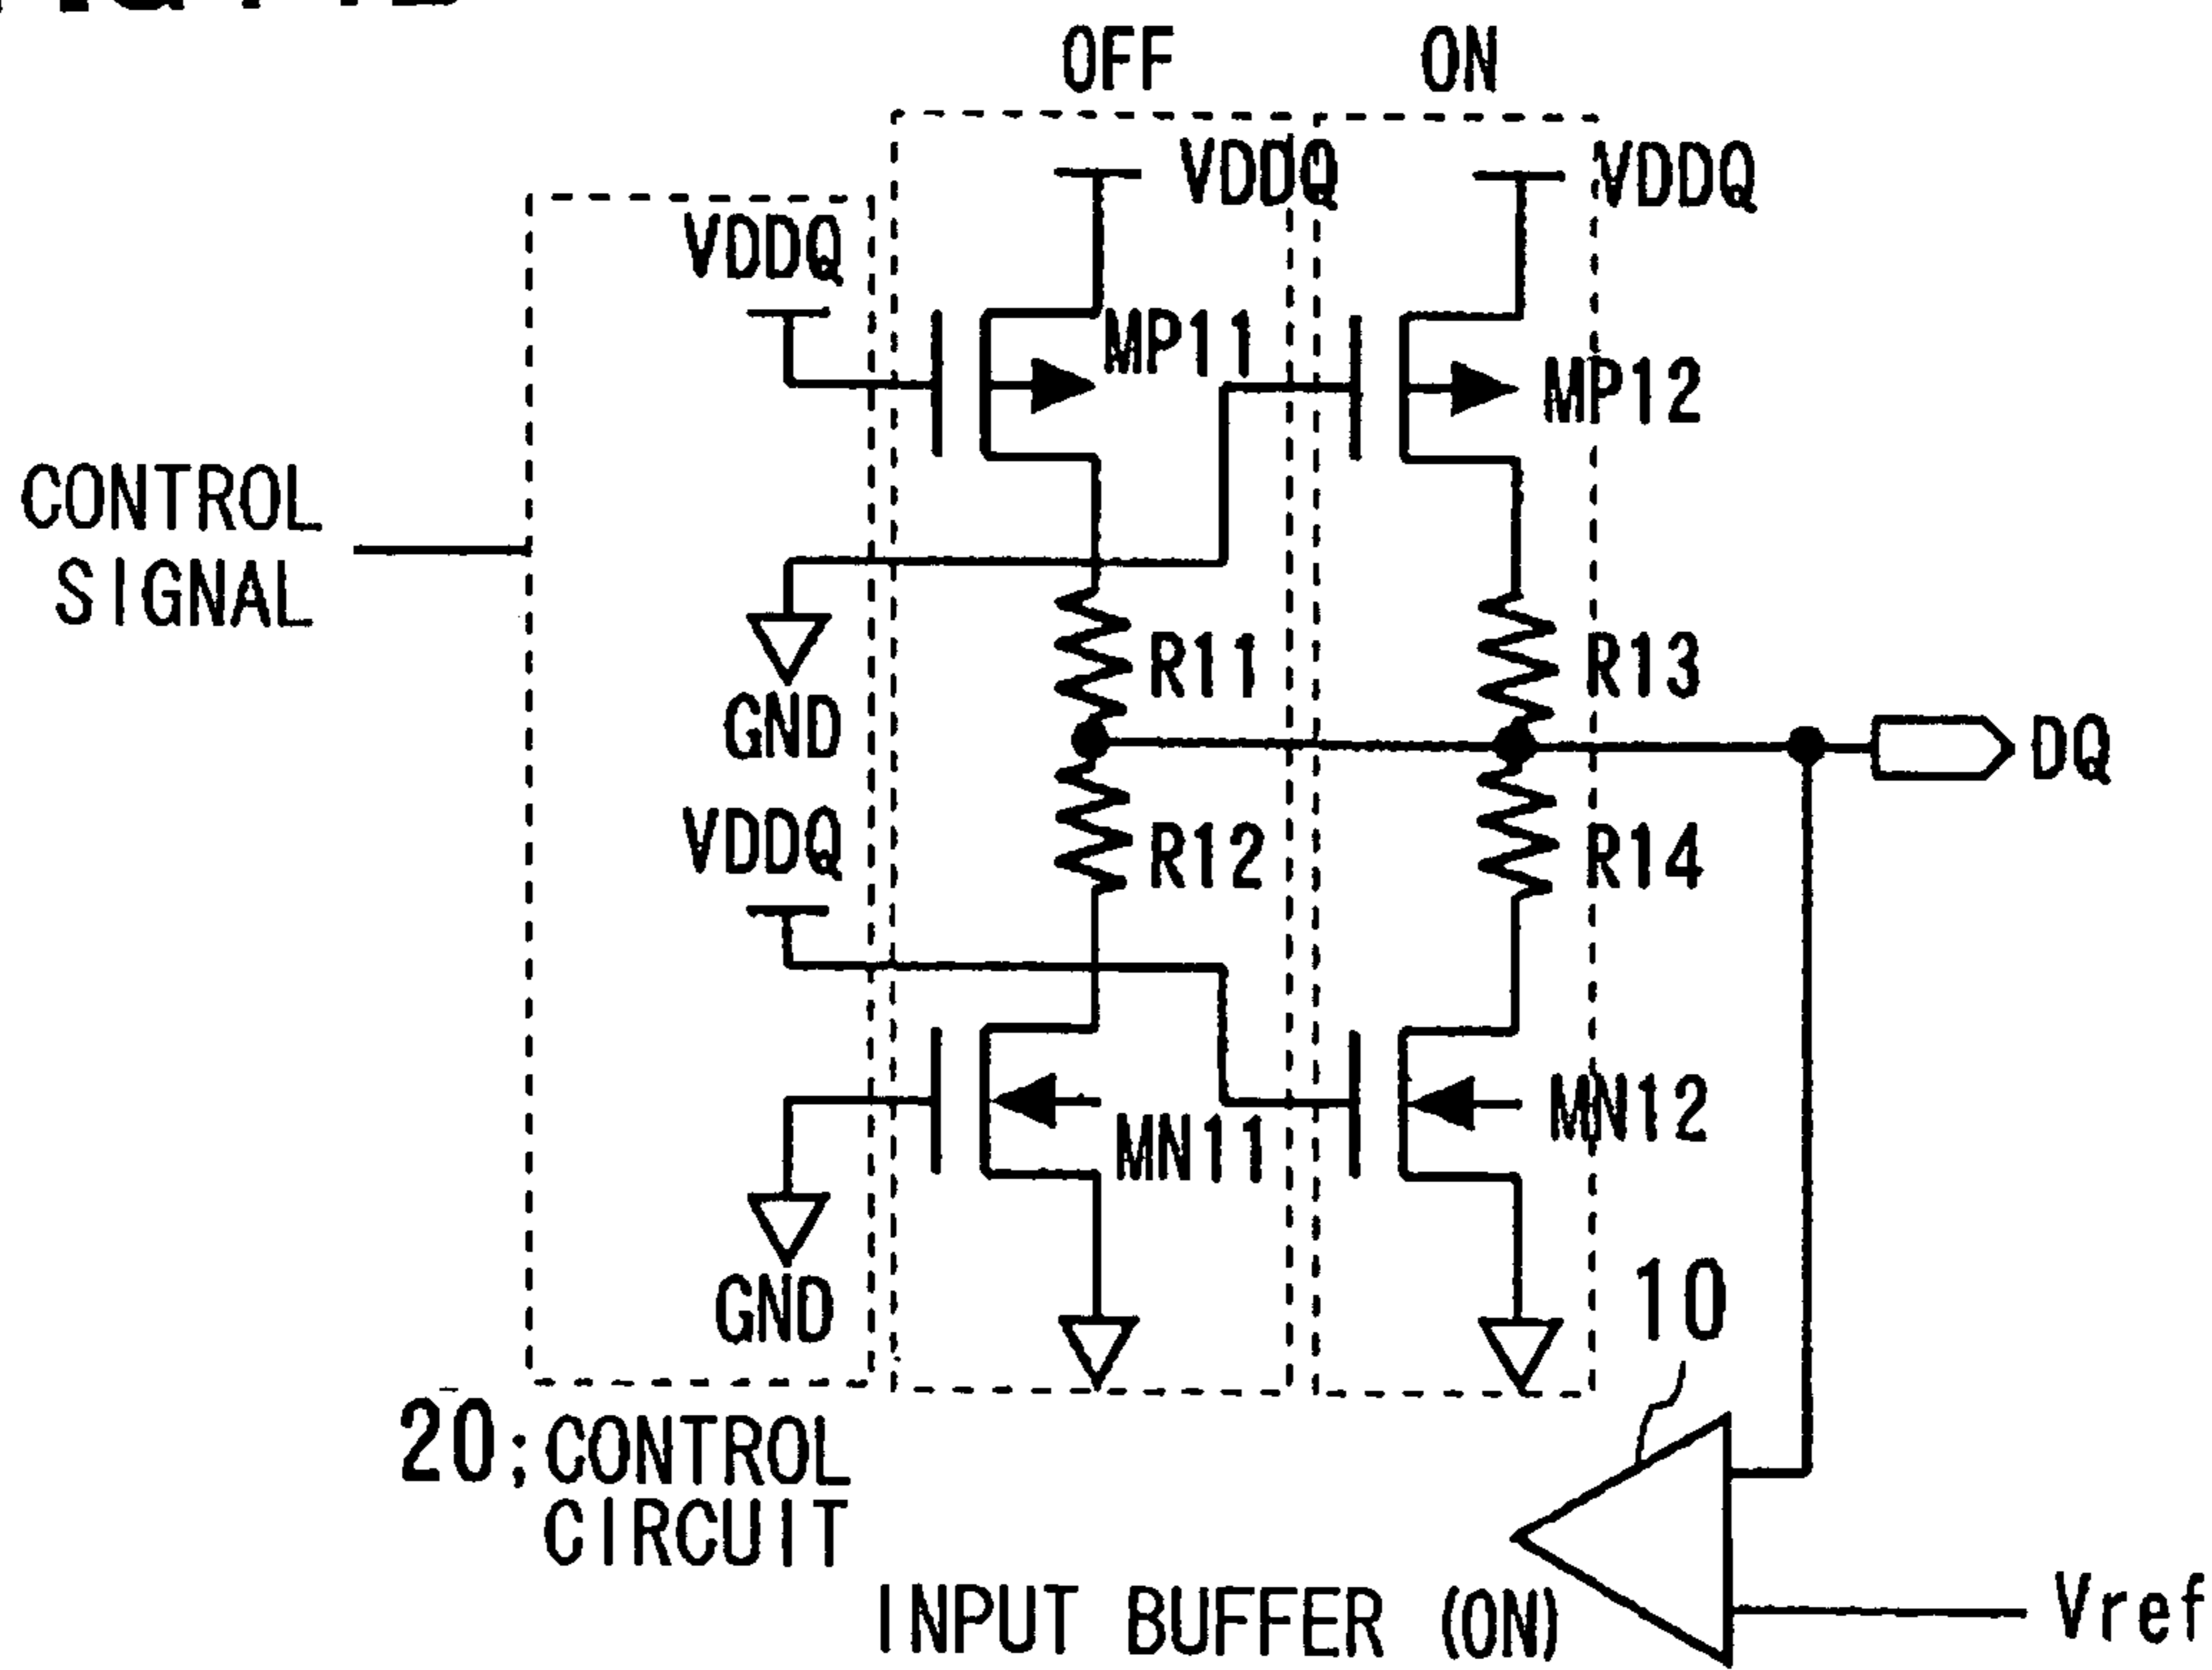 OFF
ON
VDDQ
VDDQ
VDDQ
MP11
MP12
CONTROL
SIGNAL
R11
R13
GND
DQ
VDDQ
R12
R14
MN11
MN12
GND
10
20;CONTROL
CIRCUIT
INPUT BUFFER (ON)
Vref